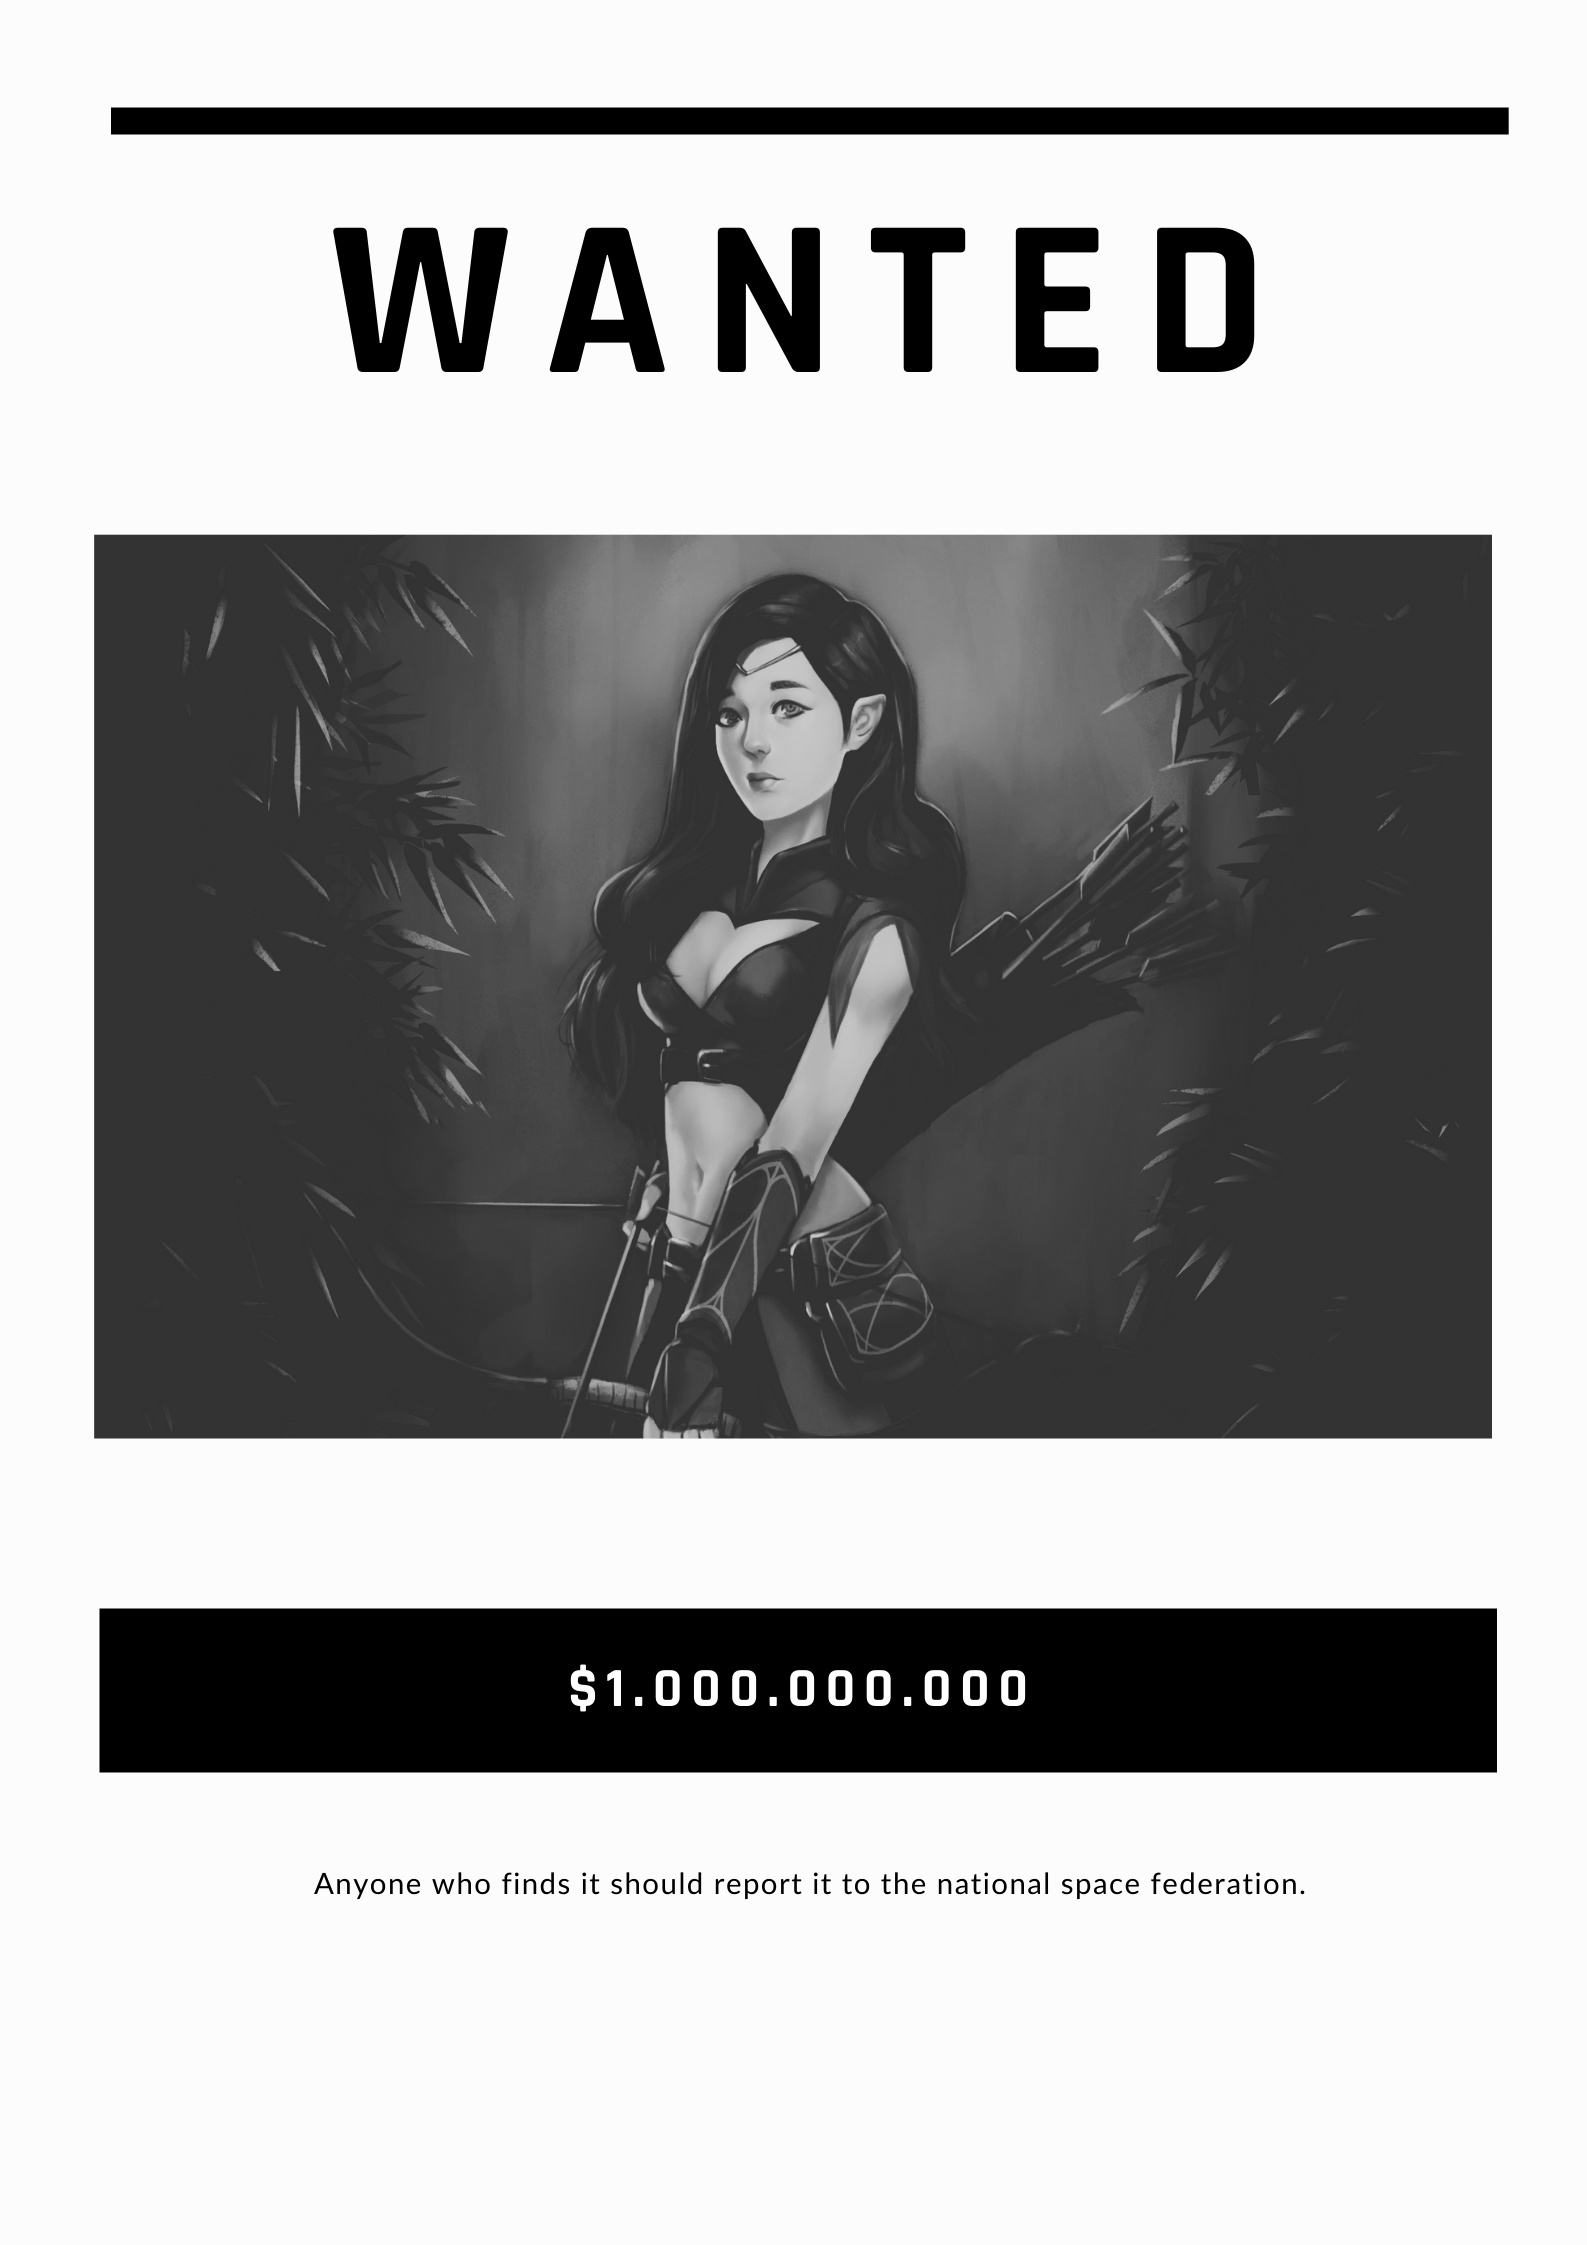 WANTED
$1.000.000.000
Anyone who finds it should report it to the national space federation.